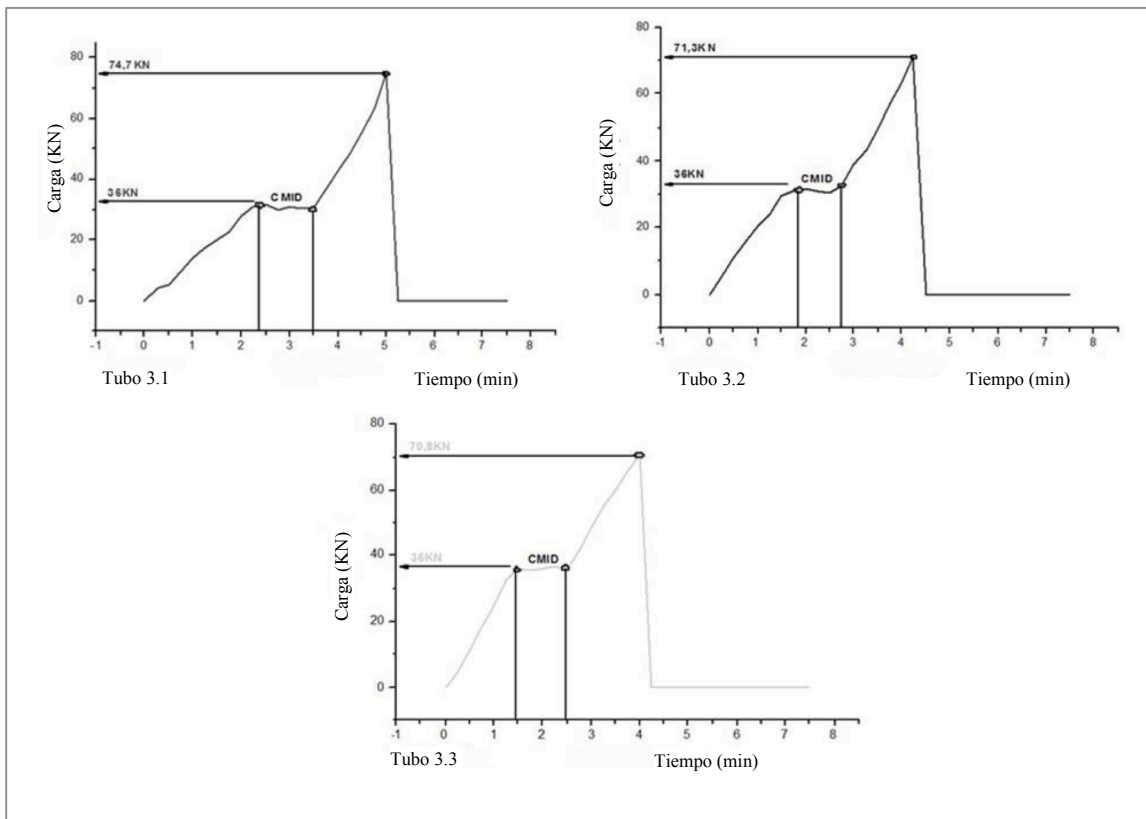 80
74,7KN
60
Carga (KN)
40
36KN
CMID
20
0
-1 0 1 2 3 4 5 6 7 8
Tubo 3.1
Tiempo (min)
80
71,3KN
70
60
Carga (KN)
40
36KN
CMID
20
0
-1 0 1 2 3 4 5 6 7 8
Tubo 3.2
Tiempo (min)
80
70,8KN
60
Carga (KN)
40
36KN
CMID
20
0
-1 0 1 2 3 4 5 6 7 8
Tubo 3.3
Tiempo (min)